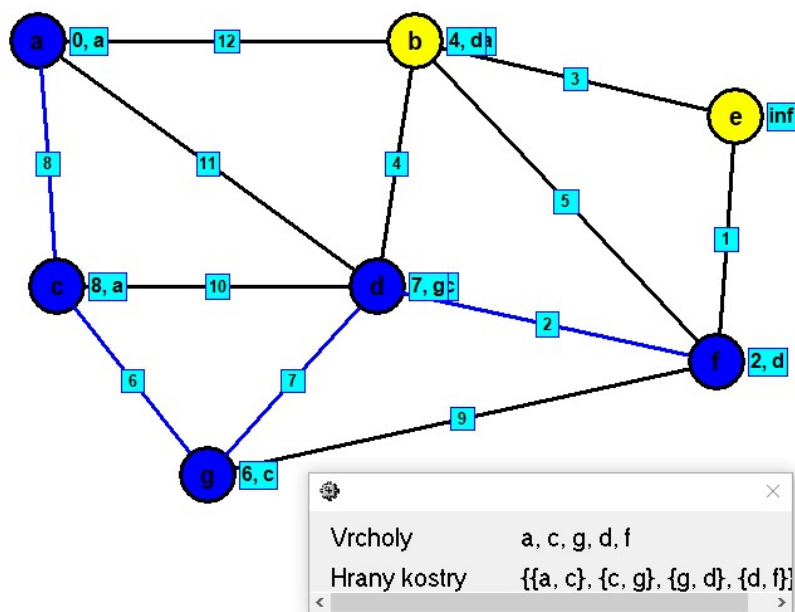 a 0, a 12 b 4, d
3
e inf
8 11 4 5 1
c 8, a 10 d 7, g
2
f 2, d
6 7
9
g 6, c
Vrcholy a, c, g, d, f
Hrany kostry {{a, c}, {c, g}, {g, d}, {d, f}}